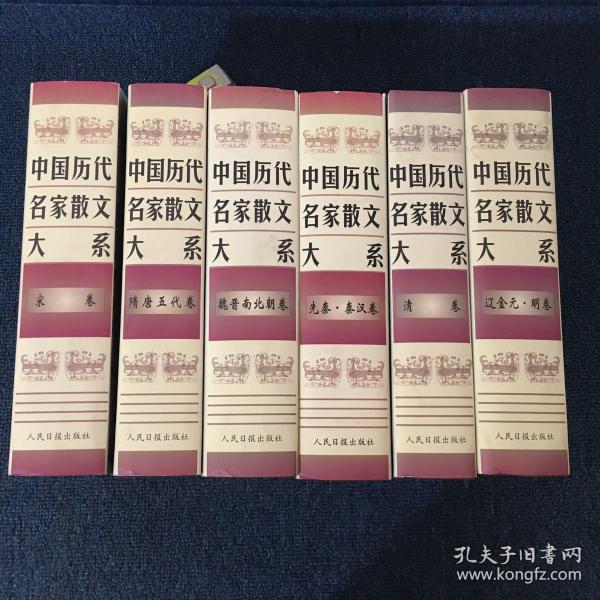 中国历代
名家散文
大系
宋卷
人民日报出版社
中国历代
名家散文
大系
隋唐五代卷
人民日报出版社
中国历代
名家散文
大系
魏晋南北朝卷
人民日报出版社
中国历代
名家散文
大系
先秦·秦汉卷
人民日报出版社
中国历代
名家散文
大系
清卷
人民日报出版社
中国历代
名家散文
大系
辽金元·明卷
人民日报出版社
孔夫子旧书网
www.kongfz.com